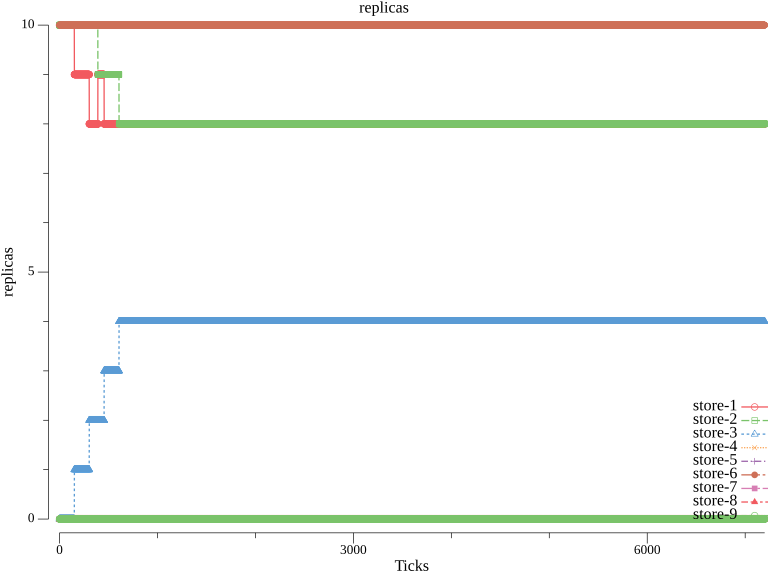 replicas
10
5
0
replicas
store-1
store-2
store-3
store-4
store-5
store-6
store-7
store-8
store-9
0 3000 6000
Ticks